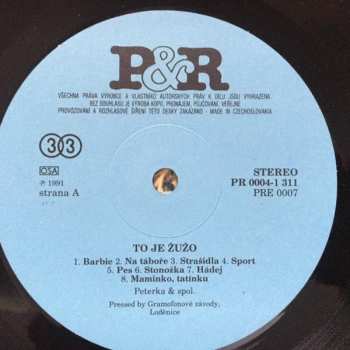 P&R
VŠECHNA PRÁVA VÝROBCE A VLASTNÍKŮ AUTORSKÝCH PRÁV K DÍLU JSOU VYHRAZENA
BEZ SOUHLASU JE VÝROBA KOPIÍ, PRONÁJEM, PŮJČOVÁNÍ, VEŘEJNÉ
PROVOZOVÁNÍ A ROZHLASOVÉ ŠÍŘENÍ TÉTO DESKY ZAKÁZÁNO - MADE IN CZECHOSLOVAKIA
33
OSA
℗ 1991
strana A
STEREO
PR 0004-1 311
PRE 0007
TO JE ŽUŽO
1. Barbie 2. Na táboře 3. Strašidla 4. Sport
5. Pes 6. Stonožka 7. Hádej
8. Maminko, tatínku
Peterka & spol.
Pressed by Gramofonové závody,
Loděnice